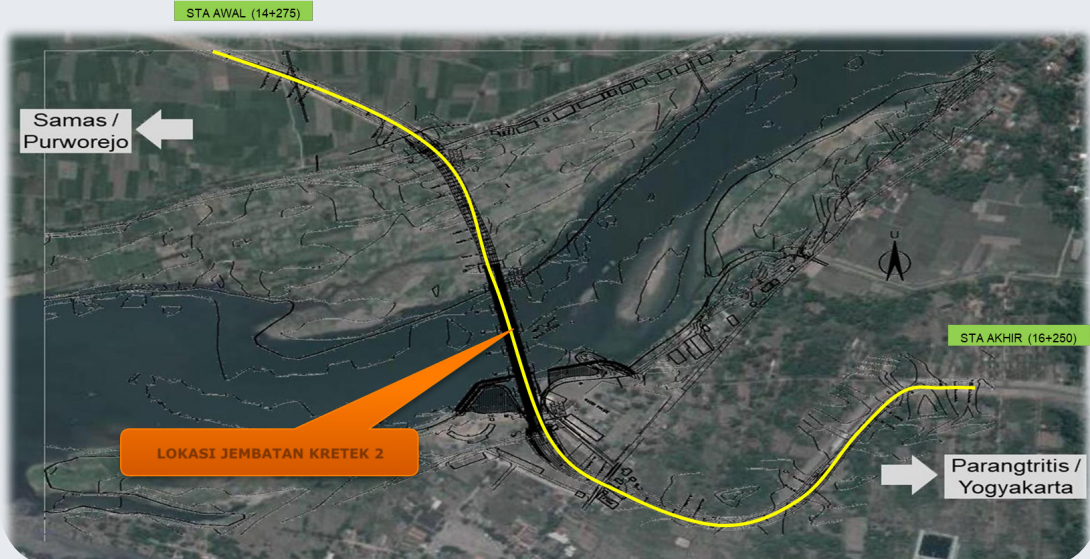 STA AWAL (14+275)
Samas /
Purworejo
U
STA AKHIR (16+250)
LOKASI JEMBATAN KRETEK 2
Parangtritis /
Yogyakarta